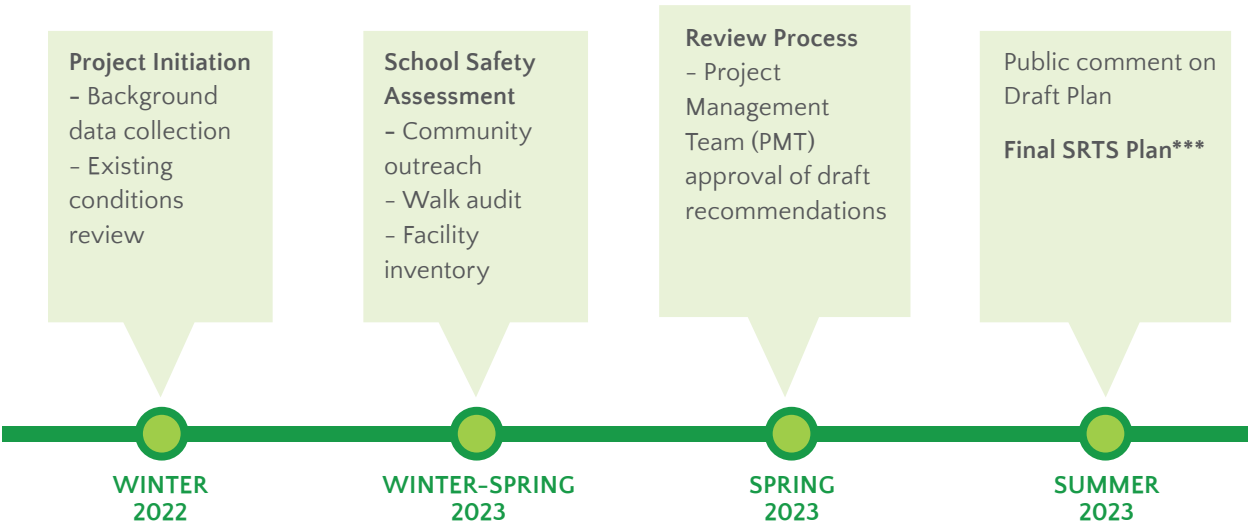 Project Initiation
- Background
data collection
- Existing
conditions
review
School Safety
Assessment
- Community
outreach
- Walk audit
- Facility
inventory
Review Process
- Project
Management
Team (PMT)
approval of draft
recommendations
Public comment on
Draft Plan
Final SRTS Plan***
WINTER
2022
WINTER-SPRING
2023
SPRING
2023
SUMMER
2023